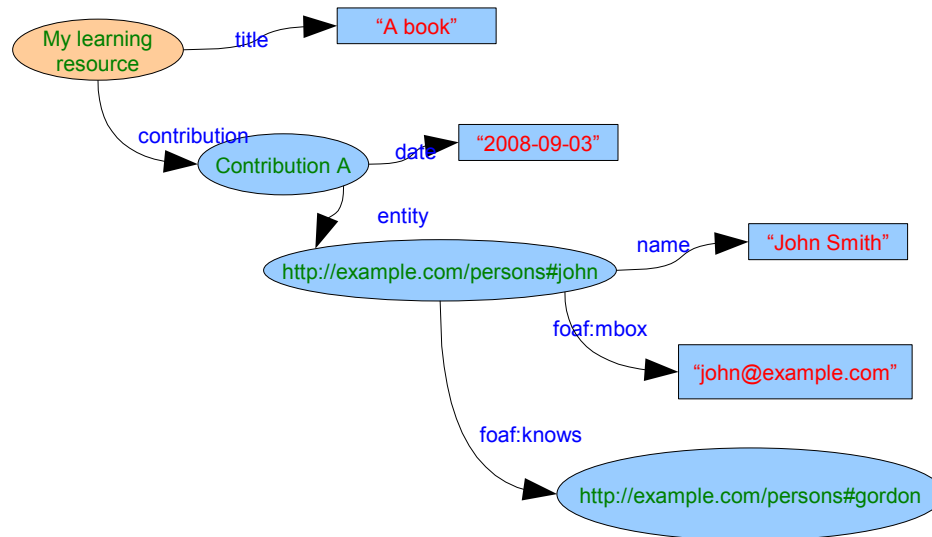 My learning
resource
title
“A book”
contribution
Contribution A
date
“2008-09-03”
entity
http://example.com/persons#john
name
“John Smith”
foaf:mbox
“john@example.com”
foaf:knows
http://example.com/persons#gordon